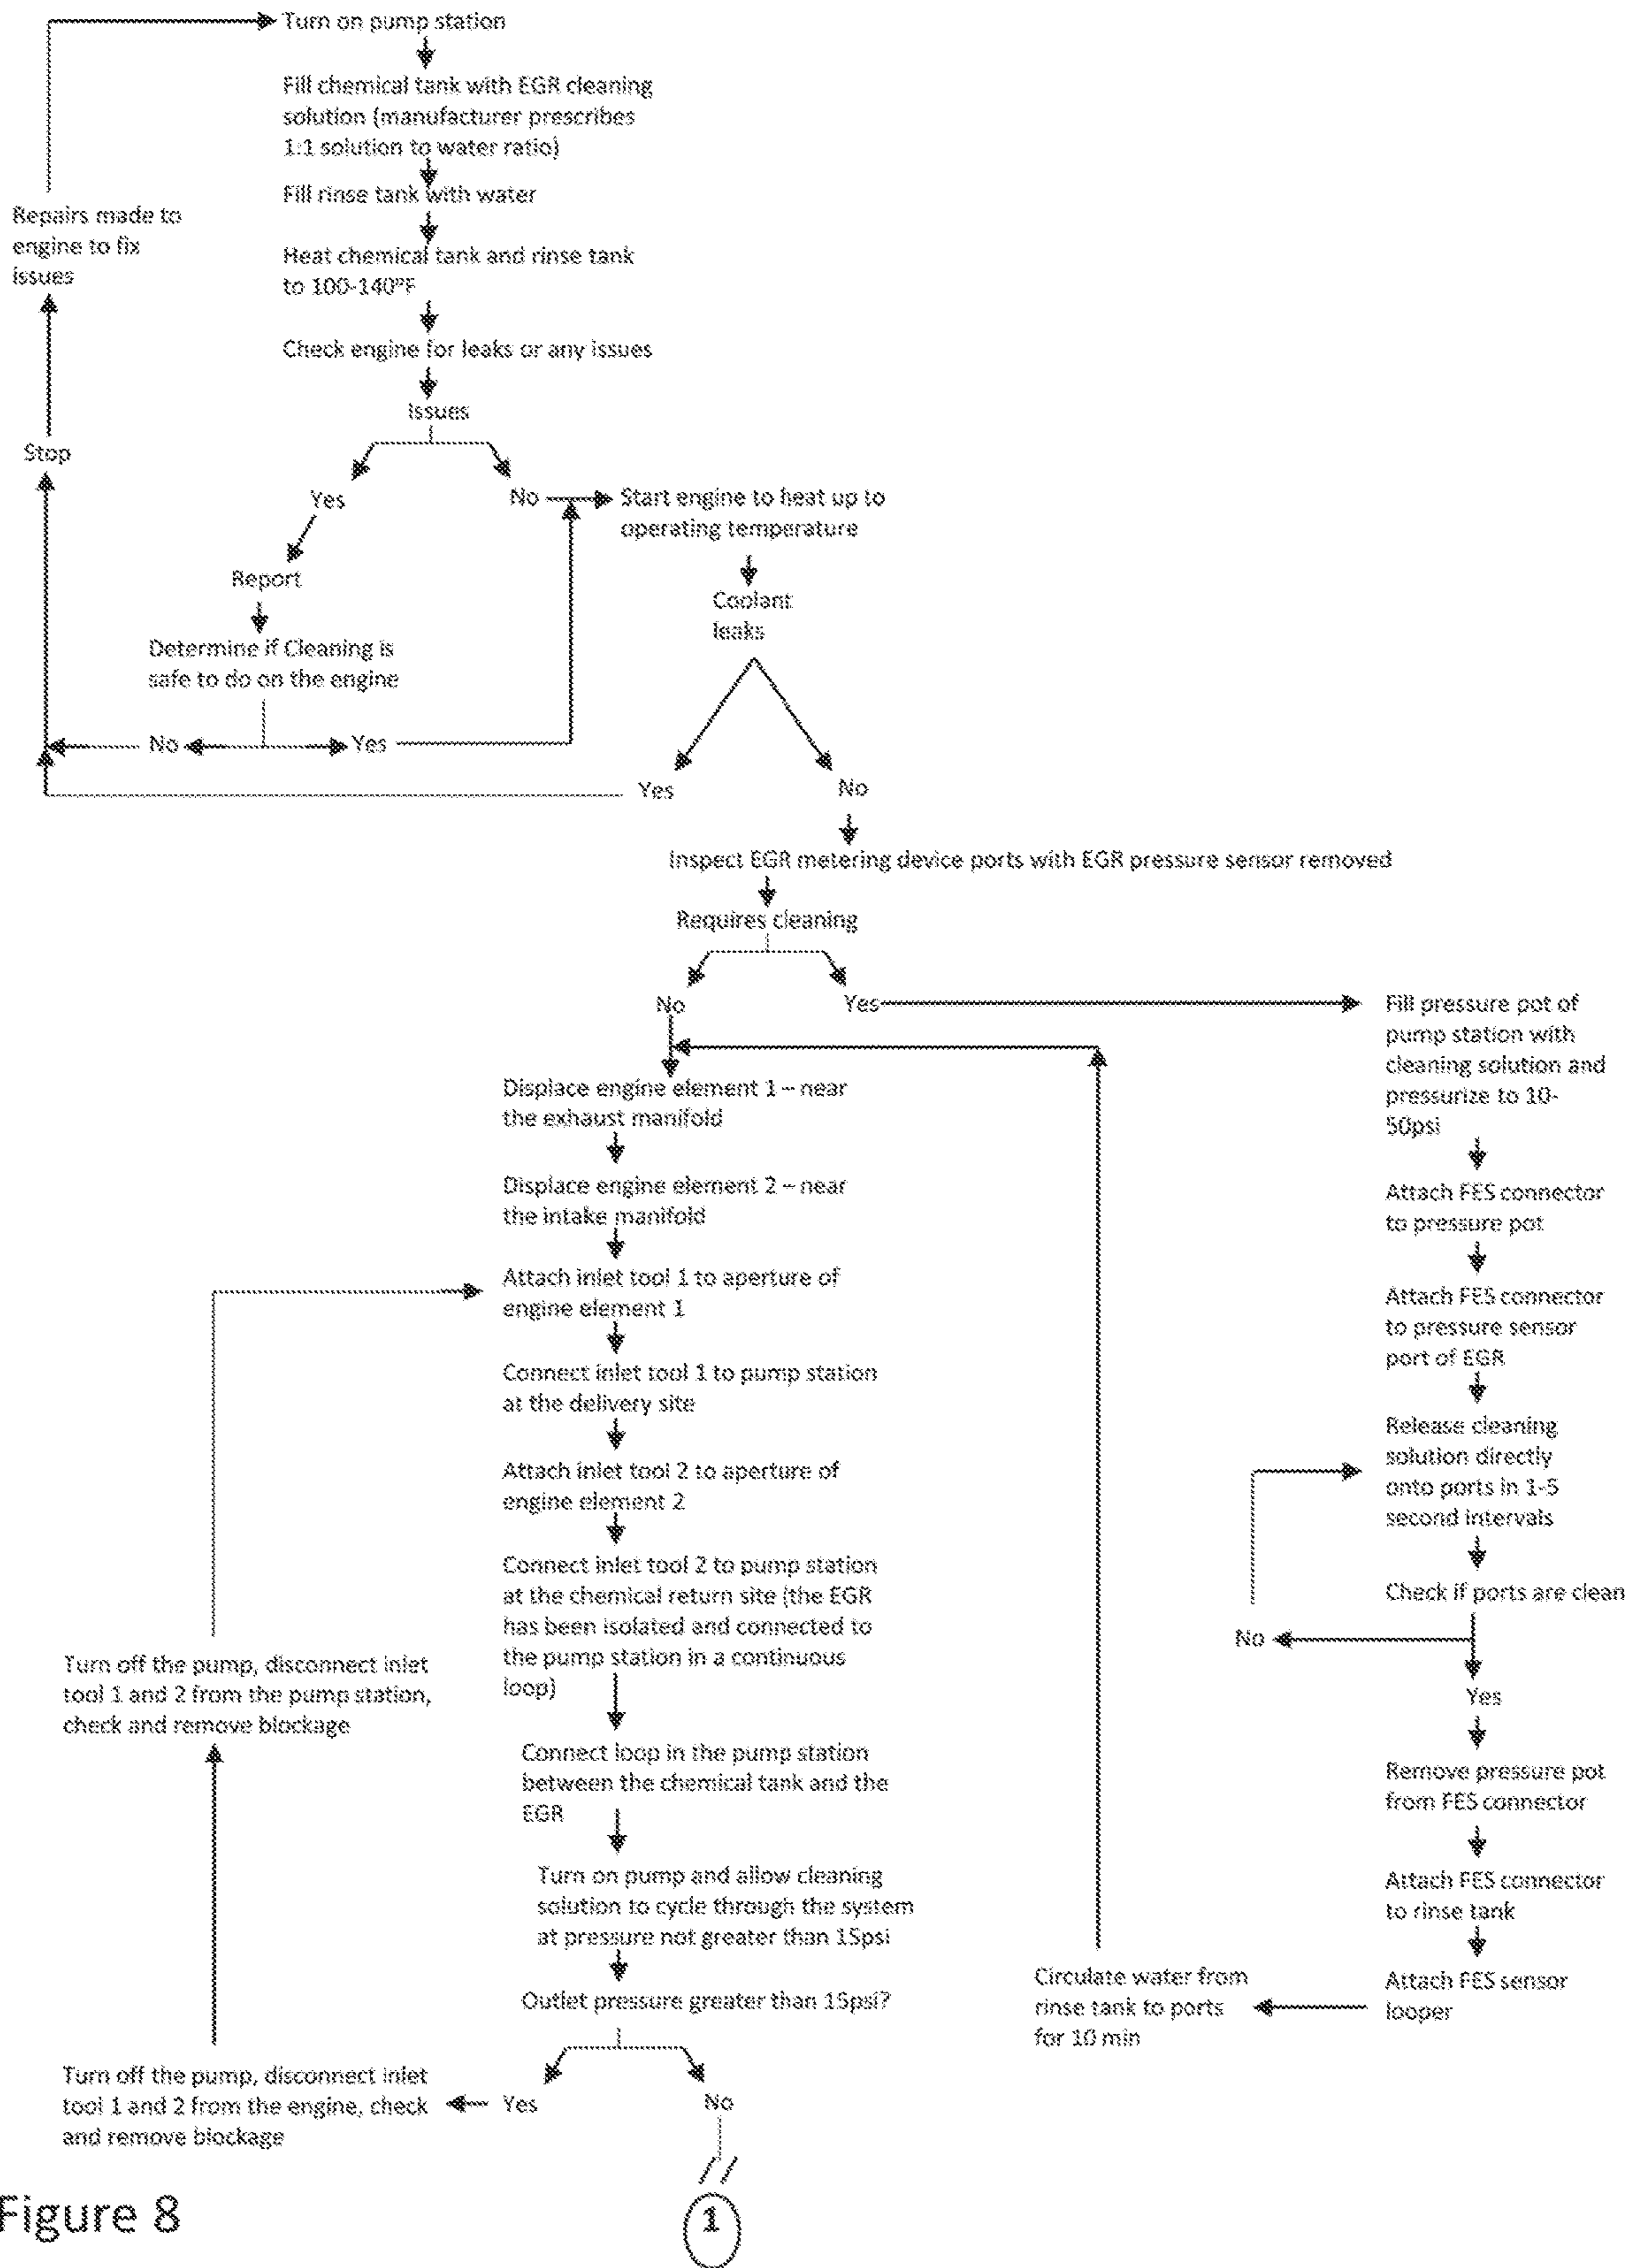 Turn on pump station
Fill chemical tank with EGR cleaning
solution (manufacturer prescribes
1:1 solution to water ratio)
Fill rinse tank with water
Heat chemical tank and rinse tank
to 100-140°F
Check engine for leaks or any issues
Issues
Repairs made to
engine to fix
issues
Stop
Yes
No
Start engine to heat up to
operating temperature
Report
Coolant
leaks
Determine if Cleaning is
safe to do on the engine
No
Yes
Yes
No
Inspect EGR metering device ports with EGR pressure sensor removed
Requires cleaning
No
Yes
Fill pressure pot of
pump station with
cleaning solution and
pressurize to 10-
50psi
Attach FES connector
to pressure pot
Attach FES connector
to pressure sensor
port of EGR
Release cleaning
solution directly
onto ports in 1-5
second intervals
Check if ports are clean
No
Yes
Remove pressure pot
from FES connector
Attach FES connector
to rinse tank
Attach FES sensor
looper
Circulate water from
rinse tank to ports
for 10 min
Displace engine element 1 – near
the exhaust manifold
Displace engine element 2 – near
the intake manifold
Attach inlet tool 1 to aperture of
engine element 1
Connect inlet tool 1 to pump station
at the delivery site
Attach inlet tool 2 to aperture of
engine element 2
Connect inlet tool 2 to pump station
at the chemical return site (the EGR
has been isolated and connected to
the pump station in a continuous
loop)
Connect loop in the pump station
between the chemical tank and the
EGR
Turn on pump and allow cleaning
solution to cycle through the system
at pressure not greater than 15psi
Outlet pressure greater than 15psi?
Yes
No
Turn off the pump, disconnect inlet
tool 1 and 2 from the engine, check
and remove blockage
Turn off the pump, disconnect inlet
tool 1 and 2 from the pump station,
check and remove blockage
1
Figure 8